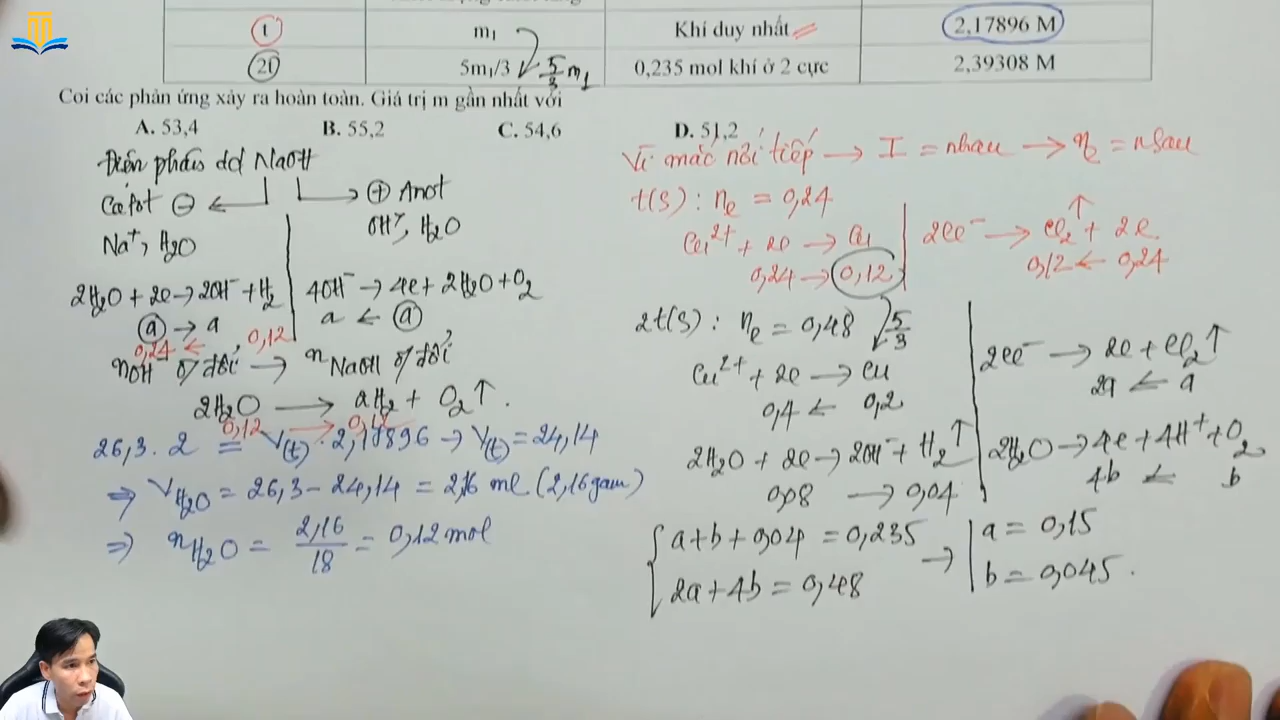 t | m₁ | Khí duy nhất | 2,17896 M
2t | 5m₁/3 5/3 m₁ | 0,235 mol khí ở 2 cực | 2,39308 M
Coi các phản ứng xảy ra hoàn toàn. Giá trị m gần nhất với
A. 53,4 B. 55,2 C. 54,6 D. 51,2
Điện phân dd NaOH
Catot ⊖ ← → ⊕ Anot
Na⁺, H₂O
OH⁻, H₂O
2H₂O + 2e → 2OH⁻ + H₂
a → a
0,24 ← 0,12
4OH⁻ → 4e + 2H₂O + O₂
a ← a
nOH⁻ ō/đổi → nNaOH ō/đổi
2H₂O → 2H₂ + O₂↑.
0,12 → 0,12
26,3 . 2 = V(t) . 2,17896 → V(t) = 24,14
⇒ VH₂O = 26,3 - 24,14 = 2,16 ml (2,16 gam)
⇒ nH₂O = 2,16/18 = 0,12 mol
Vì mắc nối tiếp → I = nhau → nₑ = nhau
t(s) : nₑ = 0,24
Cu²⁺ + 2e → Cu
0,24 → 0,12
2Cl⁻ → Cl₂↑ + 2e
0,12 ← 0,24
2t(s) : nₑ = 0,48 5/3
Cu²⁺ + 2e → Cu
0,4 ← 0,2
2H₂O + 2e → 2OH⁻ + H₂↑
0,08 → 0,04
2Cl⁻ → 2e + Cl₂↑
2a ← a
2H₂O → 4e + 4H⁺ + O₂
4b ← b
{ a + b + 0,04 = 0,235
2a + 4b = 0,48
→ | a = 0,15
b = 0,045.